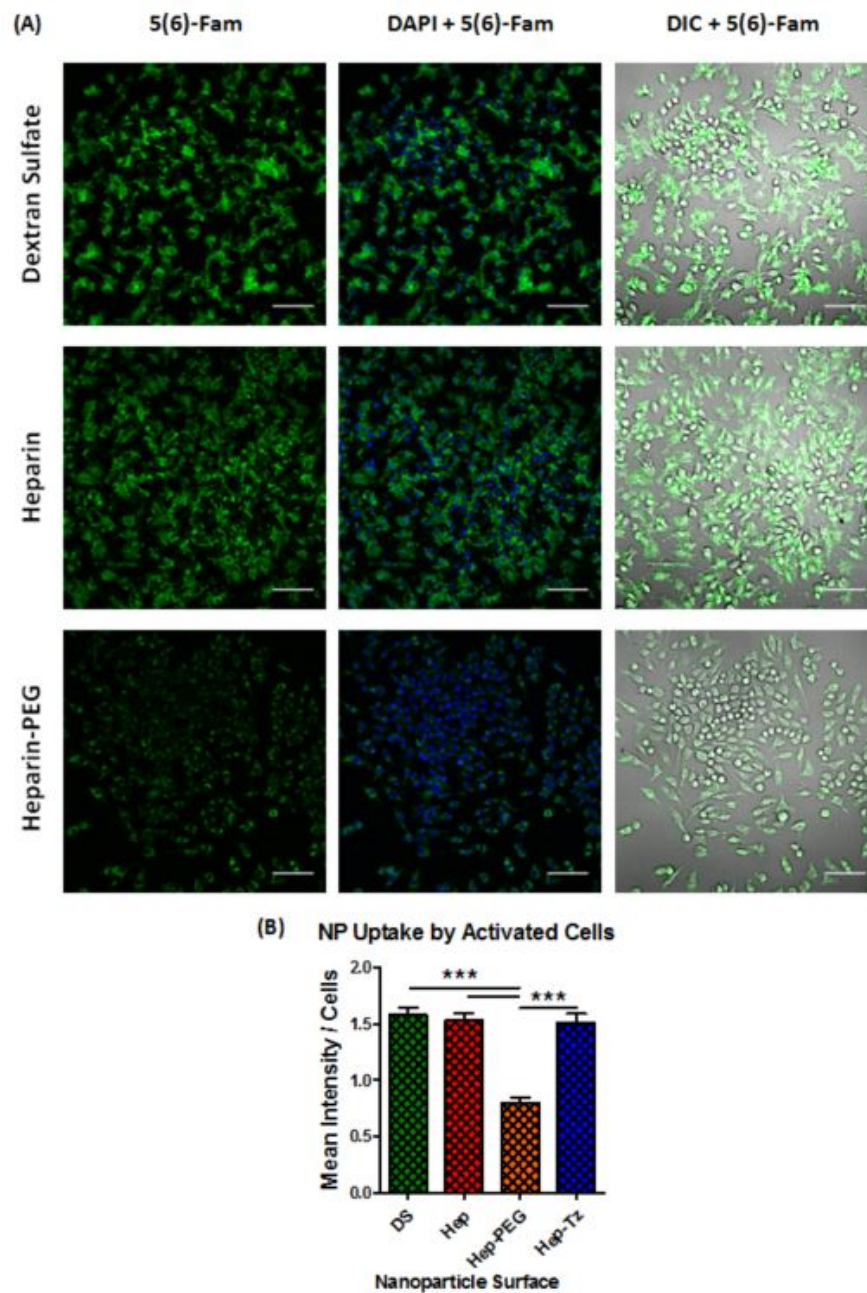 (A) 5(6)-Fam DAPI + 5(6)-Fam DIC + 5(6)-Fam
Dextran Sulfate
Heparin
Heparin-PEG
(B) NP Uptake by Activated Cells
Mean Intensity / Cells
2.0
1.5
1.0
0.5
0.0
***
***
DS Hep Hep-PEG Hep-Tz
Nanoparticle Surface